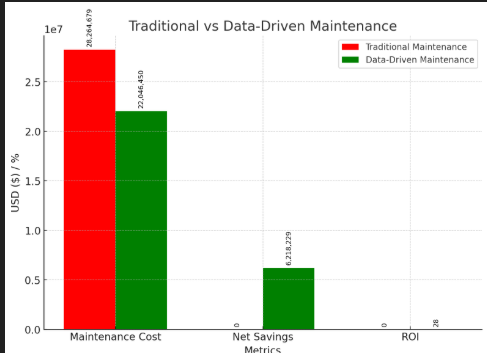 Traditional vs Data-Driven Maintenance
1e7
28,264,679
22,046,450
Traditional Maintenance
Data-Driven Maintenance
2.5
2.0
1.5
1.0
0.5
0.0
USD ($) / %
0
6,218,229
0
28
Maintenance Cost
Net Savings
ROI
Metrics